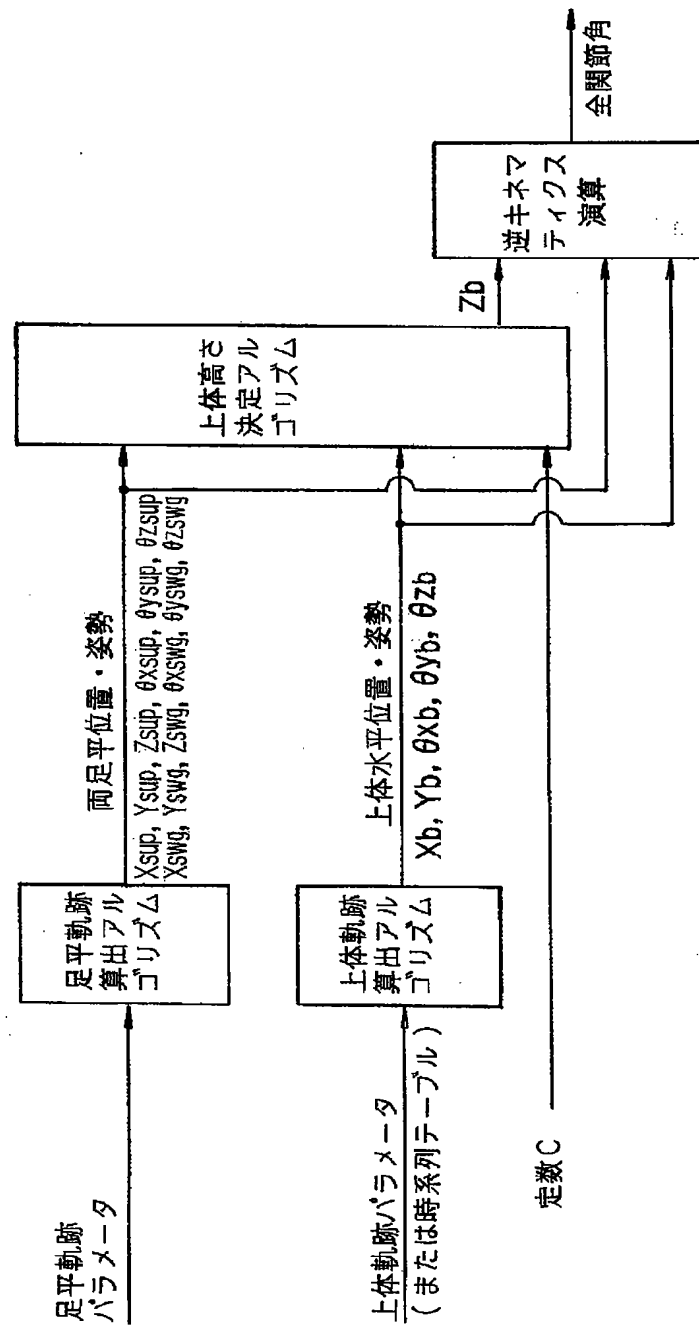 足平軌跡
パラメータ
足平軌跡
算出アル
ゴリズム
両足平位置・姿勢
Xsup, Ysup, Zsup, θxsup, θysup, θzsup
Xswg, Yswg, Zswg, θxswg, θyswg, θzswg
上体軌跡パラメータ
(または時系列テーブル)
上体軌跡
算出アル
ゴリズム
上体水平位置・姿勢
Xb, Yb, θxb, θyb, θzb
定数C
上体高さ
決定アル
ゴリズム
Zb
逆キネマ
ティクス
演算
全関節角